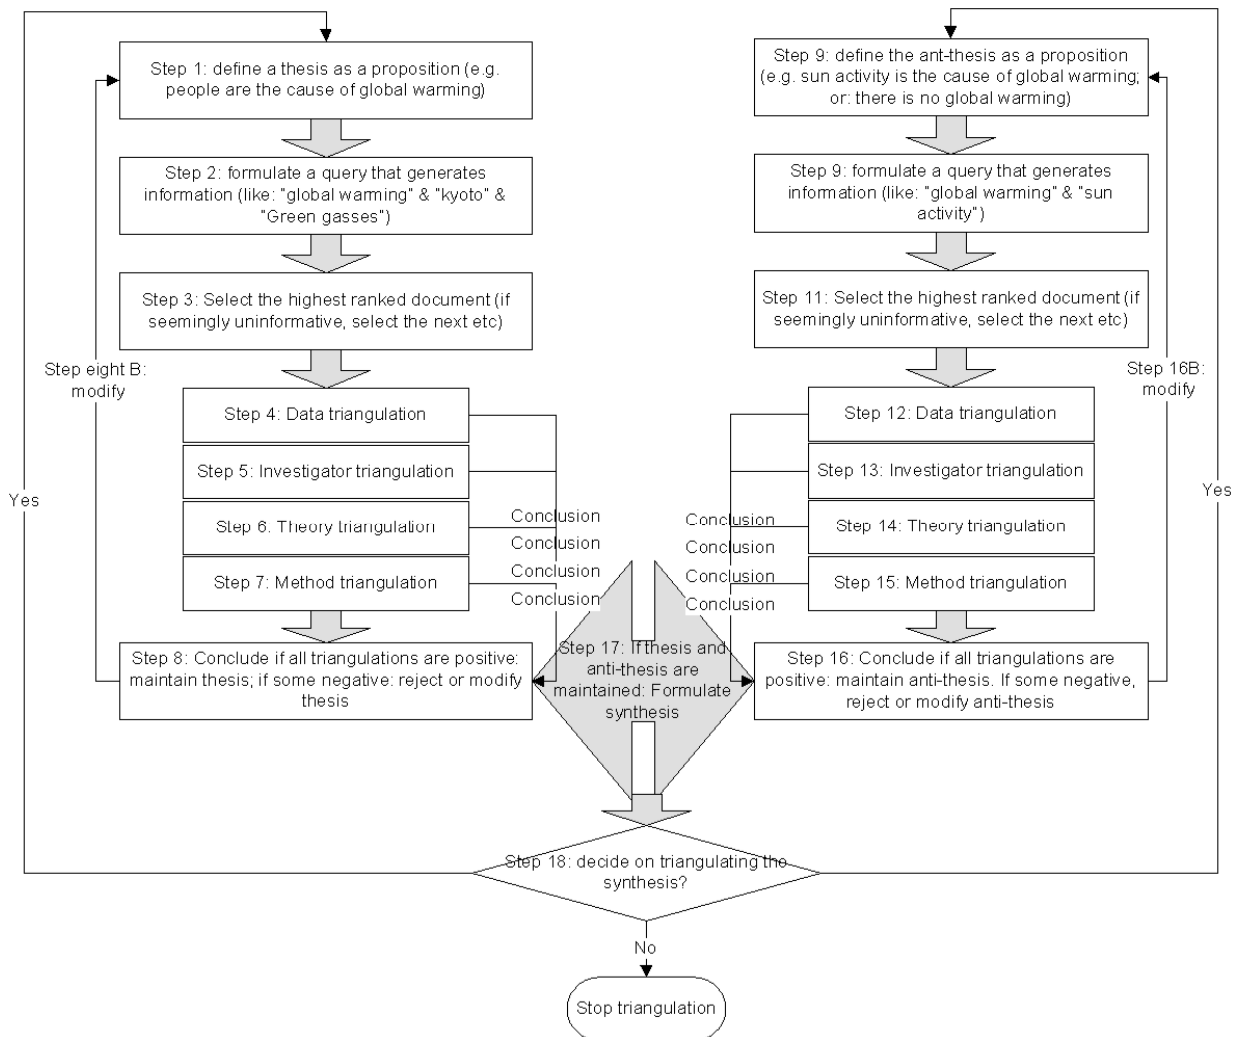 Step 1: define a thesis as a proposition (e.g.
people are the cause of global warming)
Step 2: formulate a query that generates
information (like: "global warming" & "kyoto" &
"Green gasses")
Step 3: Select the highest ranked document (if
seemingly uninformative, select the next etc)
Step eight B:
modify
Step 4: Data triangulation
Step 5: Investigator triangulation
Step 6: Theory triangulation
Step 7: Method triangulation
Conclusion
Conclusion
Conclusion
Conclusion
Step 8: Conclude if all triangulations are positive:
maintain thesis; if some negative: reject or modify
thesis
Yes
Step 9: define the ant-thesis as a proposition
(e.g. sun activity is the cause of global warming;
or: there is no global warming)
Step 9: formulate a query that generates
information (like: "global warming" & "sun
activity")
Step 11: Select the highest ranked document (if
seemingly uninformative, select the next etc)
Step 16B:
modify
Step 12: Data triangulation
Step 13: Investigator triangulation
Step 14: Theory triangulation
Step 15: Method triangulation
Conclusion
Conclusion
Conclusion
Conclusion
Step 16: Conclude if all triangulations are
positive: maintain anti-thesis. If some negative,
reject or modify anti-thesis
Yes
Step 17: If thesis and
anti-thesis are
maintained: Formulate
synthesis
Step 18: decide on triangulating the
synthesis?
No
Stop triangulation